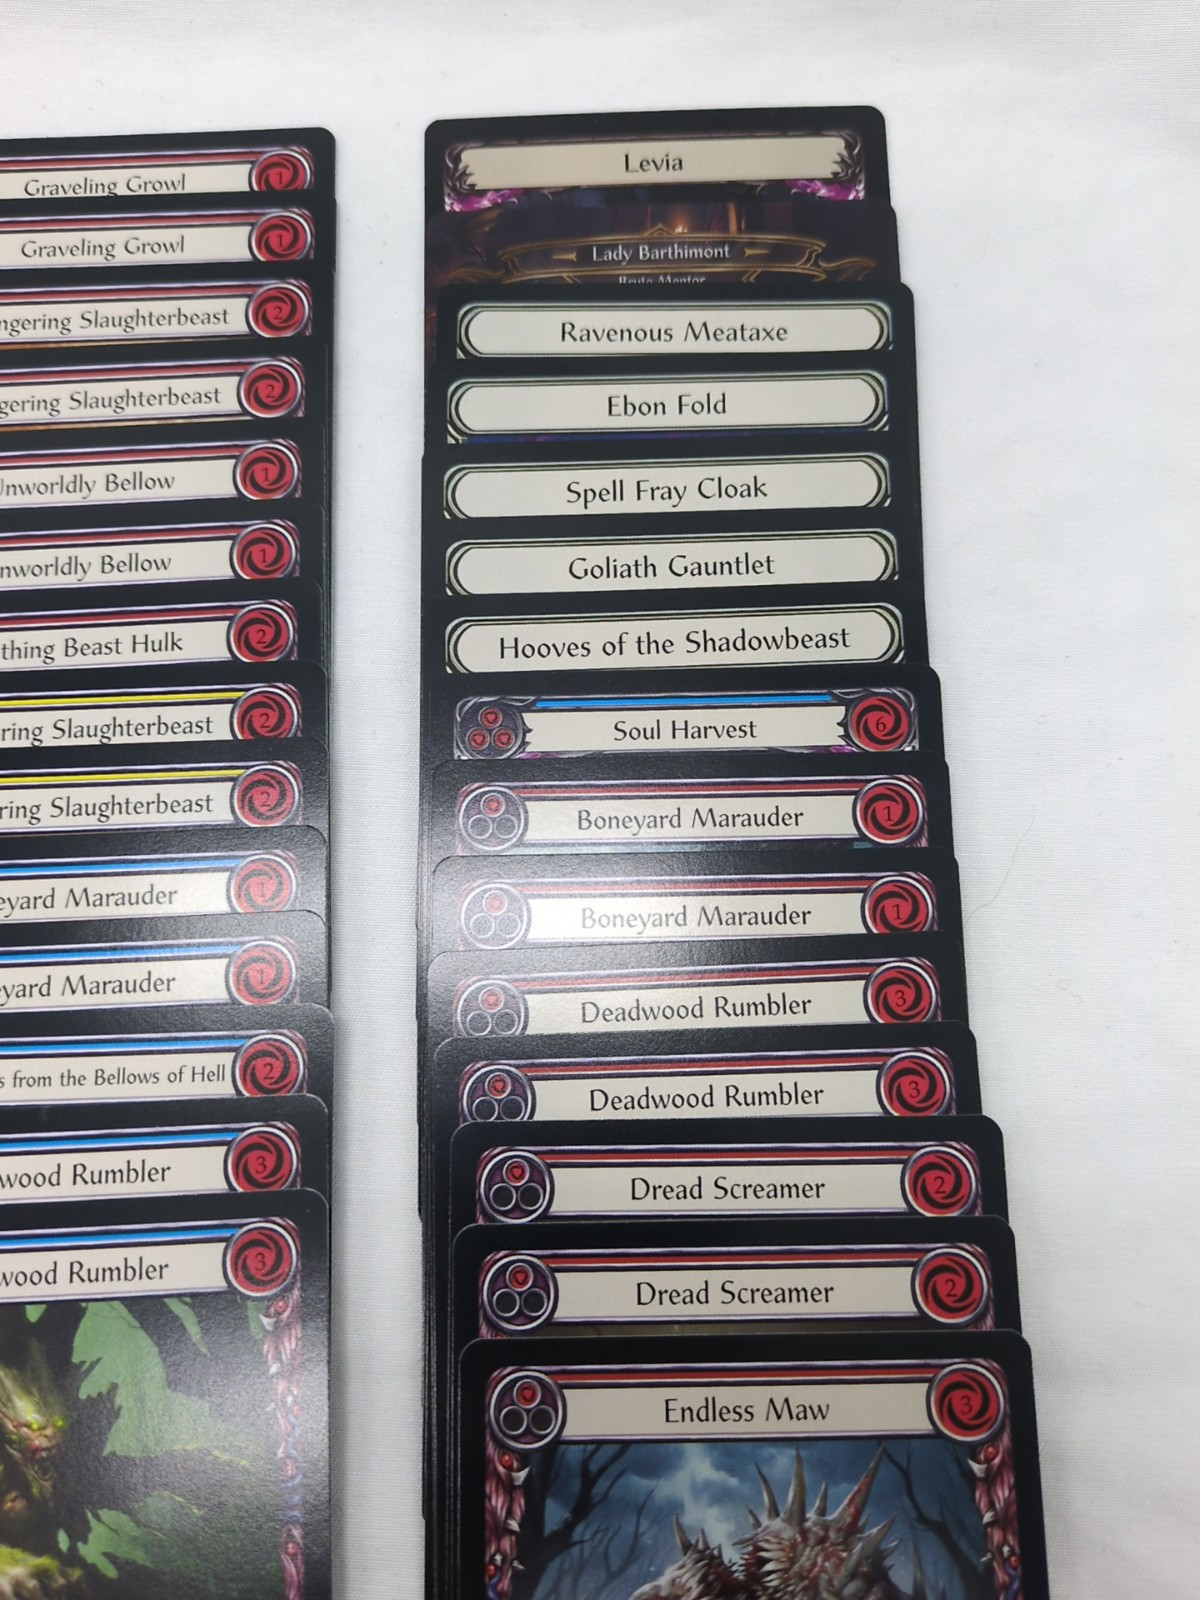 Graveling Growl 1
Graveling Growl 1
ngering Slaughterbeast 2
gering Slaughterbeast 2
Unworldly Bellow 1
nworldly Bellow 1
thing Beast Hulk 2
ring Slaughterbeast 2
ring Slaughterbeast 2
eyard Marauder 1
yard Marauder 1
s from the Bellows of Hell 2
wood Rumbler 3
wood Rumbler 3
Levia
Lady Barthimont
Brute Mentor
Ravenous Meataxe
Ebon Fold
Spell Fray Cloak
Goliath Gauntlet
Hooves of the Shadowbeast
Soul Harvest 6
Boneyard Marauder 1
Boneyard Marauder 1
Deadwood Rumbler 3
Deadwood Rumbler 3
Dread Screamer 2
Dread Screamer 2
Endless Maw 3